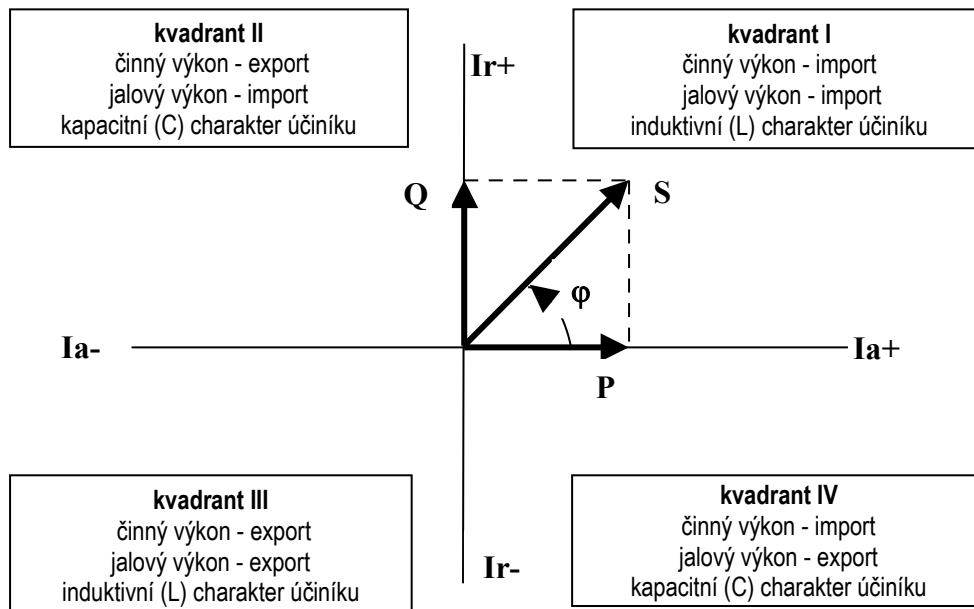 kvadrant II
činný výkon - export
jalový výkon - import
kapacitní (C) charakter účiníku
Ir+
kvadrant I
činný výkon - import
jalový výkon - import
induktivní (L) charakter účiníku
Q
S
φ
Ia-
Ia+
P
kvadrant III
činný výkon - export
jalový výkon - export
induktivní (L) charakter účiníku
Ir-
kvadrant IV
činný výkon - import
jalový výkon - export
kapacitní (C) charakter účiníku